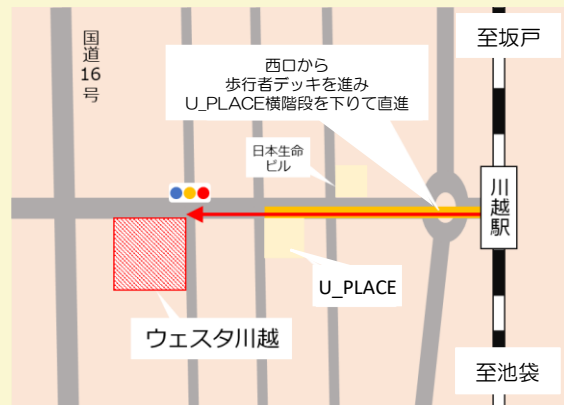 国道16号
至坂戸
西口から
歩行者デッキを進み
U_PLACE横階段を下りて直進
日本生命
ビル
川越駅
U_PLACE
ウェスタ川越
至池袋